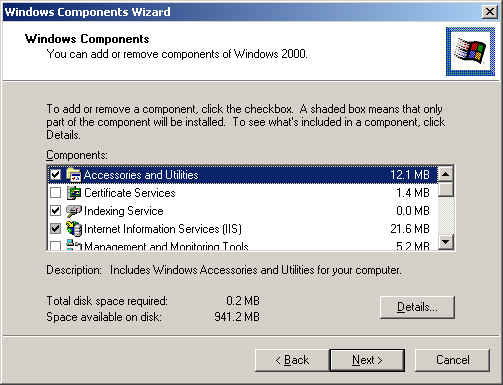 Windows Components Wizard
Windows Components
You can add or remove components of Windows 2000.
To add or remove a component, click the checkbox. A shaded box means that only
part of the component will be installed. To see what's included in a component, click
Details.
Components:
Accessories and Utilities 12.1 MB
Certificate Services 1.4 MB
Indexing Service 0.0 MB
Internet Information Services (IIS) 21.6 MB
Management and Monitoring Tools 5.2 MB
Description: Includes Windows Accessories and Utilities for your computer.
Total disk space required: 0.2 MB
Space available on disk: 941.2 MB
Details...
< Back Next > Cancel